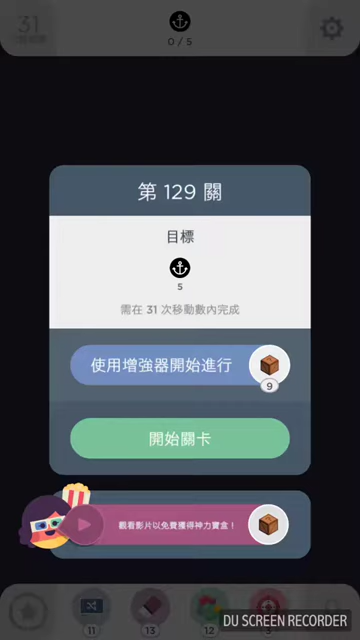 31
0 / 5
第 129 關
目標
5
需在 31 次移動數內完成
使用增強器開始進行
9
開始關卡
觀看影片以免費獲得神力寶盒！
11
13
12
DU SCREEN RECORDER